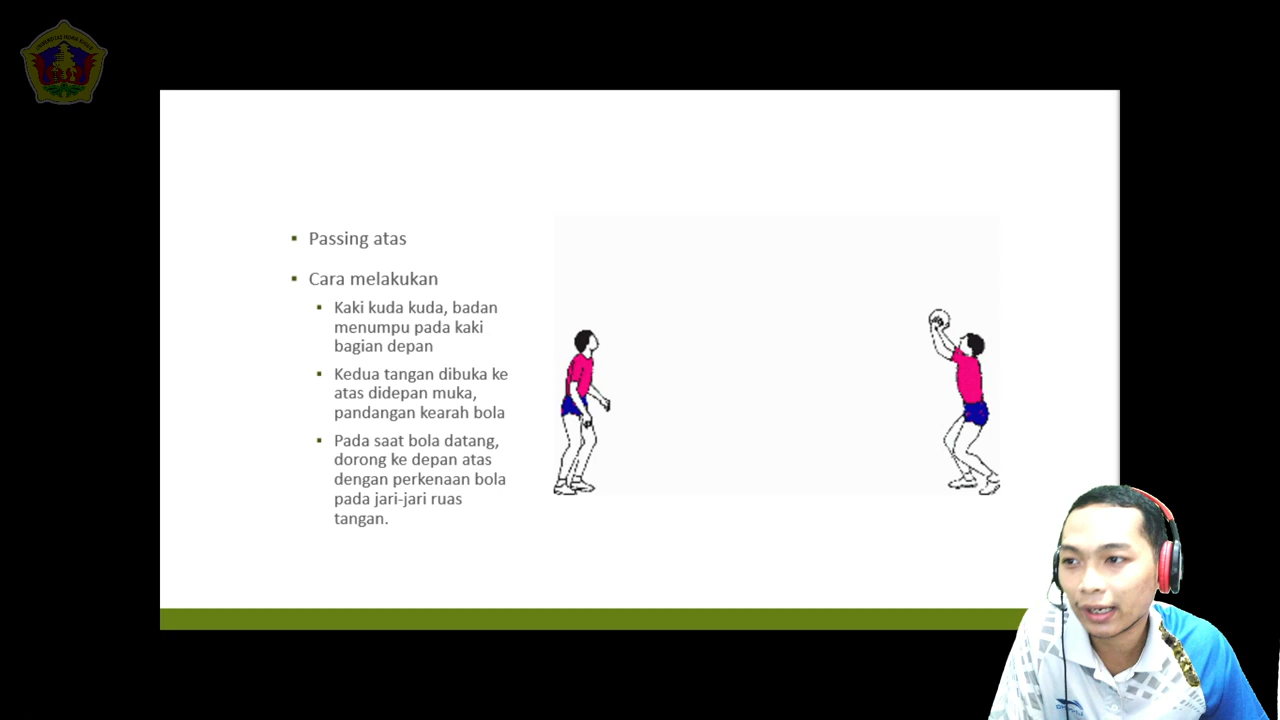 Passing atas
Cara melakukan
Kaki kuda kuda, badan
menumpu pada kaki
bagian depan
Kedua tangan dibuka ke
atas didepan muka,
pandangan kearah bola
Pada saat bola datang,
dorong ke depan atas
dengan perkenaan bola
pada jari-jari ruas
tangan.